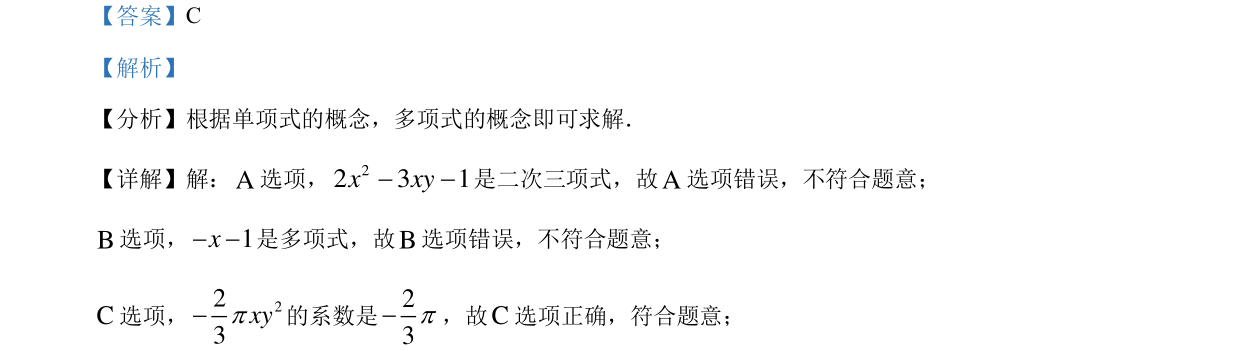 【答案】C
【解析】
【分析】根据单项式的概念，多项式的概念即可求解．
【详解】解：A 选项，2x² − 3xy − 1是二次三项式，故 A 选项错误，不符合题意；
B 选项，−x−1是多项式，故 B 选项错误，不符合题意；
C 选项，−2/3 πxy² 的系数是−2/3 π，故 C 选项正确，符合题意；